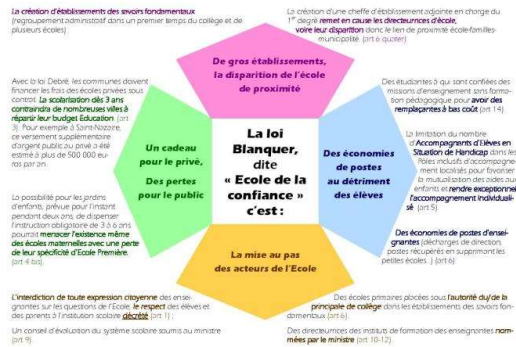 La création d'établissements des savoirs fondamentaux
(regroupement administratif dans un premier temps du collège et de
plusieurs écoles)
La création d'une cheffe d'établissement adjointe en charge du
1er degré remet en cause les directeurnces d'école,
voire leur disparition donc le lien de proximité école-familles-
municipalité. (art 6 quater)
De gros établissements,
la disparition de l'école
de proximité
Avec la loi Debré, les communes doivent
financer les frais des écoles privées sous
contrat. La scolarisation dès 3 ans
contraindra de nombreuses villes à
répartir leur budget Éducation (art
3). Pour exemple à Saint-Nazaire,
ce versement supplémentaire
d'argent public au privé a été
estimé à plus de 500 000 eu-
ros par an.
La possibilité pour les jardins
d'enfants, prévue pour l'instant
pendant deux ans, de dispenser
l'instruction obligatoire de 3 à 6 ans
pourrait menacer l'existence même
des écoles maternelles avec une perte
de leur spécificité d'Ecole Première.
(art 4 bis)
Un cadeau
pour le privé,
Des pertes
pour le public
La loi
Blanquer,
dite
« Ecole de la
confiance »
c'est :
Des économies
de postes
au détriment
des élèves
Des étudiantes à qui sont confiées des
missions d'enseignement sans forma-
tion pédagogique pour avoir des
remplaçantes à bas coût (art 14)
La limitation du nombre
d'Accompagnants d'Elèves en
Situation de Handicap dans les
Pôles inclusifs d'accompagne-
ment localisés pour favoriser
la mutualisation des aides aux
enfants et rendre exceptionnel
l'accompagnement individuali-
sé (art 5).
Des économies de postes d'ensei-
gnantes (décharges de direction,
postes récupérés en supprimant les
petites écoles...) (art 6)
La mise au pas
des acteurs de l'Ecole
L'interdiction de toute expression citoyenne des ensei-
gnantes sur les questions de l'Ecole, le respect des élèves et
des parents à l'institution scolaire décrété (art 1) ;
Un conseil d'évaluation du système scolaire soumis au ministre
(art 9)
Des écoles primaires placées sous l'autorité du/de la
principale de collège dans les établissements des savoirs fon-
damentaux (art 6).
Des directeurnces des instituts de formation des enseignantes nom-
mées par le ministre (art 10-12)